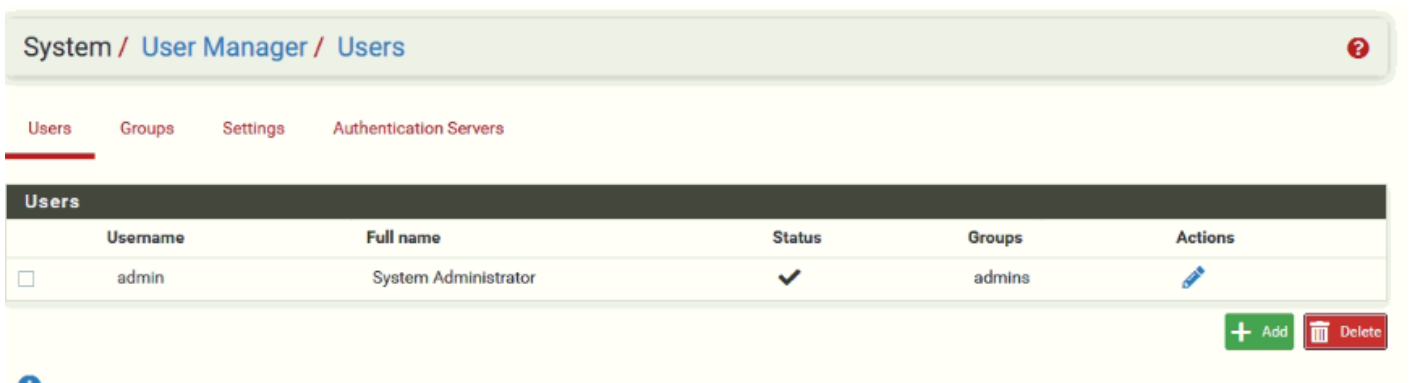 System / User Manager / Users
Users Groups Settings Authentication Servers
Users
Username Full name Status Groups Actions
admin System Administrator admins
Add Delete